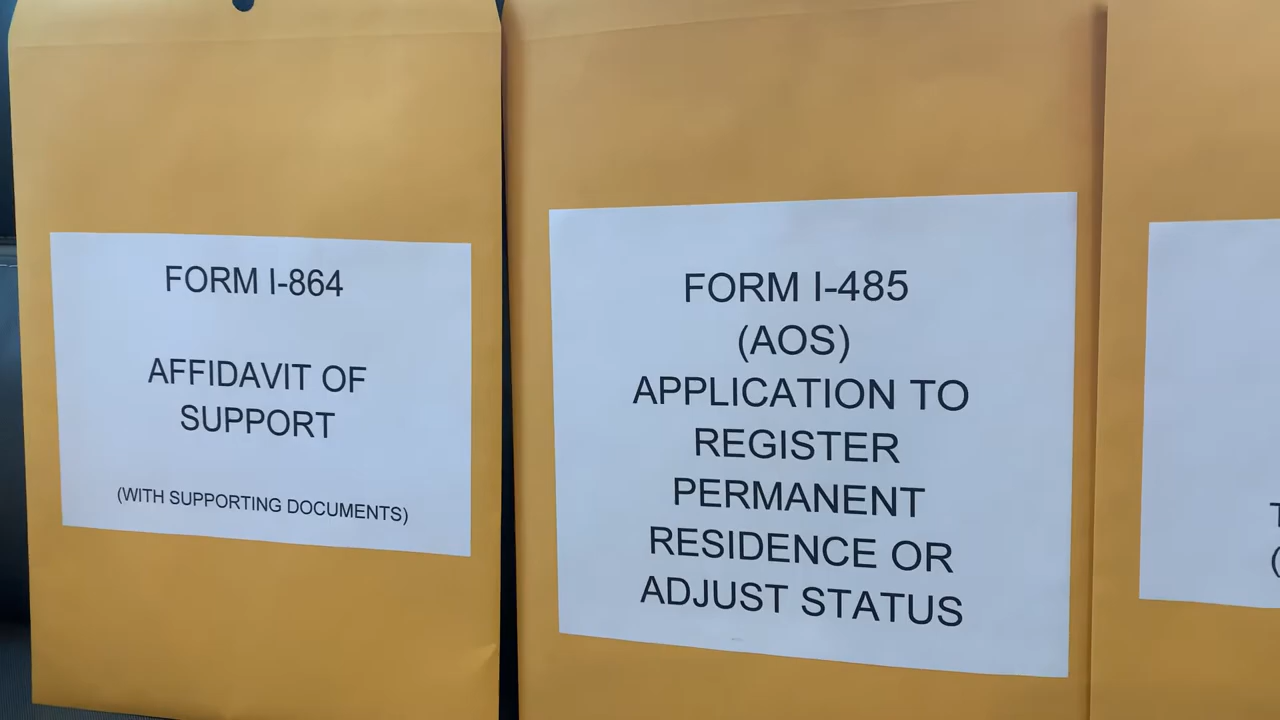 FORM I-864
AFFIDAVIT OF
SUPPORT
(WITH SUPPORTING DOCUMENTS)
FORM I-485
(AOS)
APPLICATION TO
REGISTER
PERMANENT
RESIDENCE OR
ADJUST STATUS